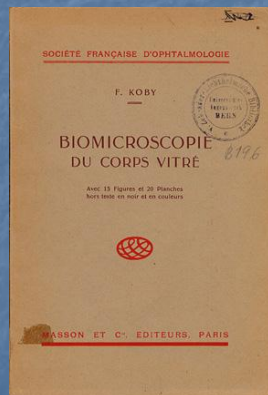 SOCIÉTÉ FRANÇAISE D'OPHTALMOLOGIE
F. KOBY
BIOMICROSCOPIE
DU CORPS VITRÉ
8196
Avec 15 Figures et 20 Planches
hors texte en noir et en couleurs
MASSON ET Cie, EDITEURS, PARIS